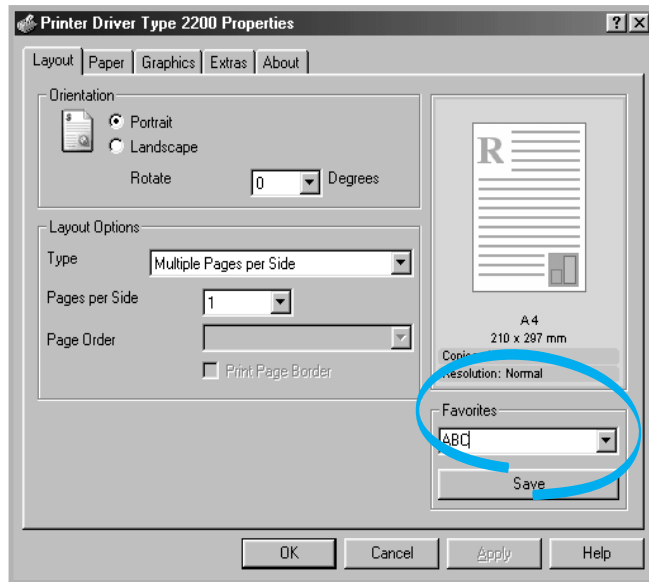 Printer Driver Type 2200 Properties
Layout Paper Graphics Extras About
Orientation
Portrait
Landscape
Rotate 0 Degrees
Layout Options
Type Multiple Pages per Side
Pages per Side 1
Page Order
Print Page Border
R
A4
210 x 297 mm
Resolution: Normal
Favorites
ABC
Save
OK Cancel Apply Help